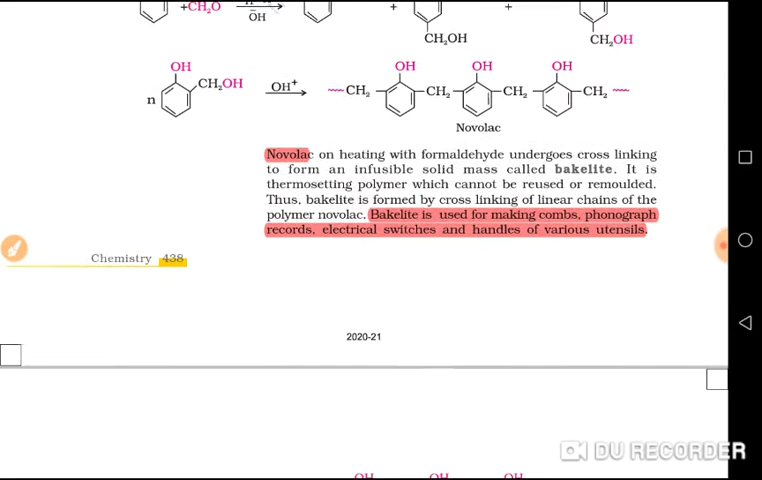 +CH₂O H⁺ or + +
ŌH
CH₂OH
CH₂OH
OH OH OH OH
n CH₂OH OH⁺ CH₂ CH₂ CH₂ CH₂
Novolac
Novolac on heating with formaldehyde undergoes cross linking
to form an infusible solid mass called bakelite. It is
thermosetting polymer which cannot be reused or remoulded.
Thus, bakelite is formed by cross linking of linear chains of the
polymer novolac. Bakelite is used for making combs, phonograph
records, electrical switches and handles of various utensils.
Chemistry 438
2020-21
DU RECORDER
OH OH OH